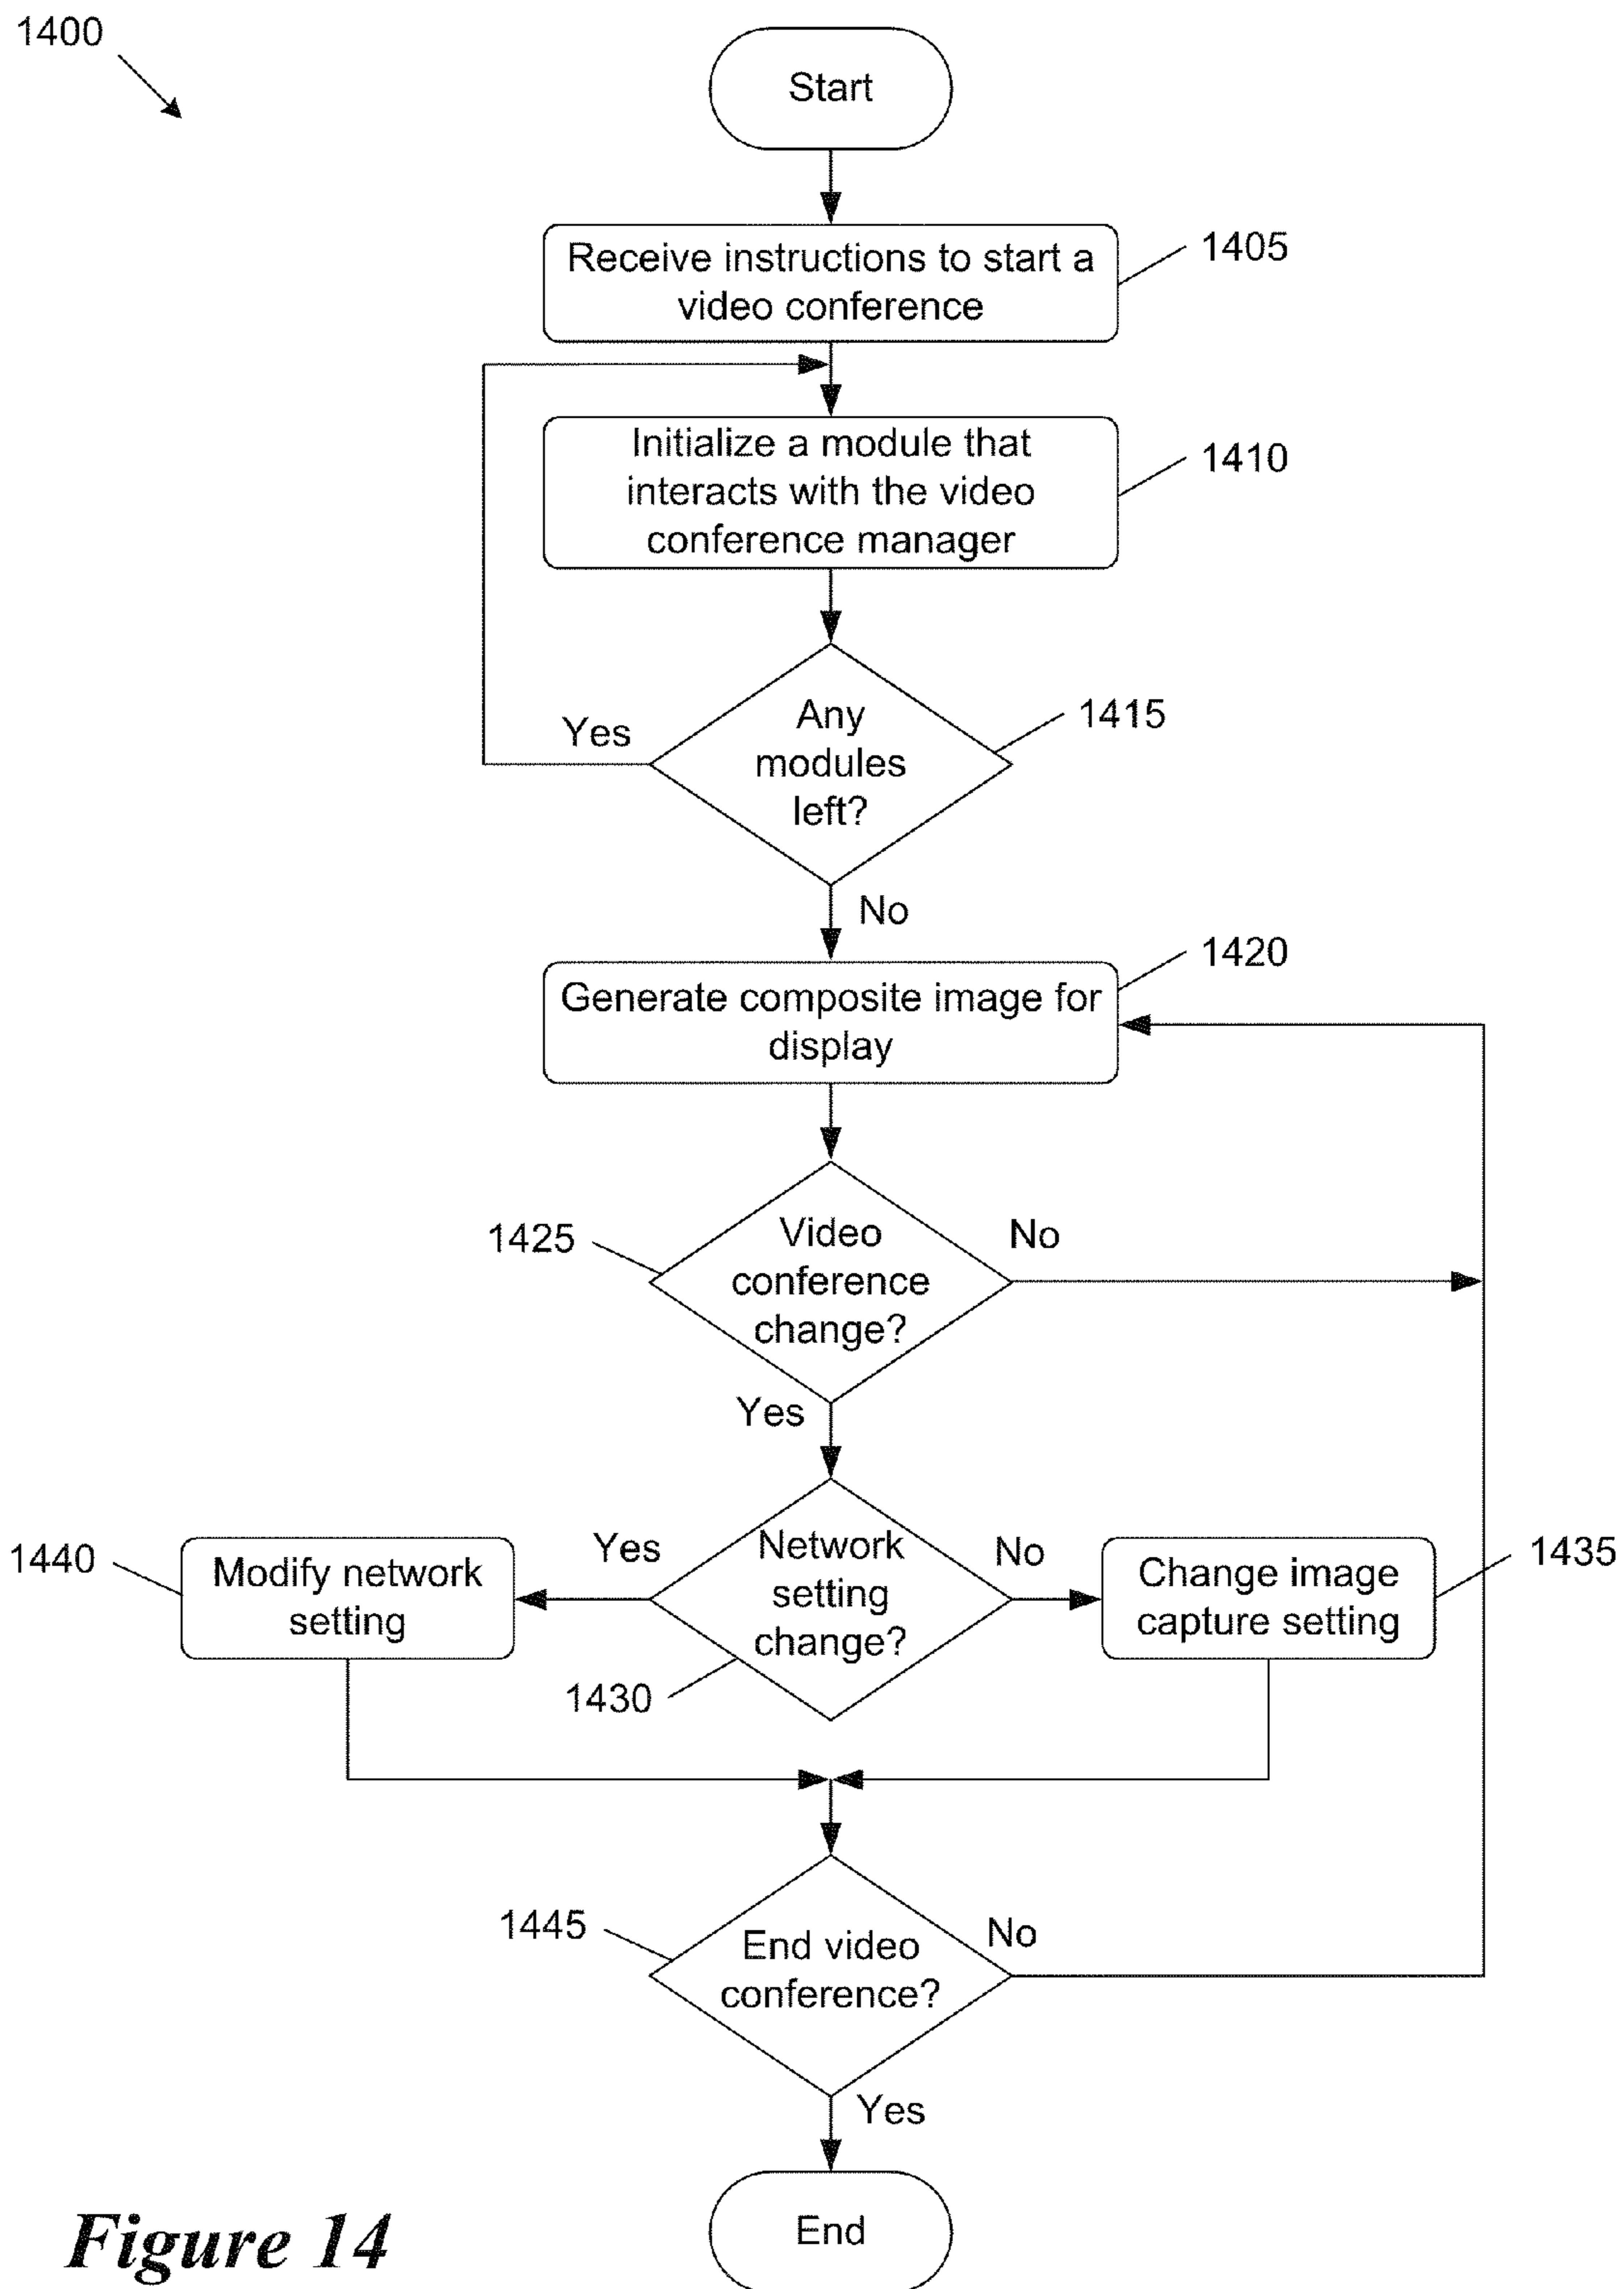 1400
Start
Receive instructions to start a
video conference
1405
Initialize a module that
interacts with the video
conference manager
1410
Any
modules
left?
1415
Yes
No
Generate composite image for
display
1420
Video
conference
change?
1425
No
Yes
Network
setting
change?
1430
Yes
No
Modify network
setting
1440
Change image
capture setting
1435
End video
conference?
1445
No
Yes
End
Figure 14